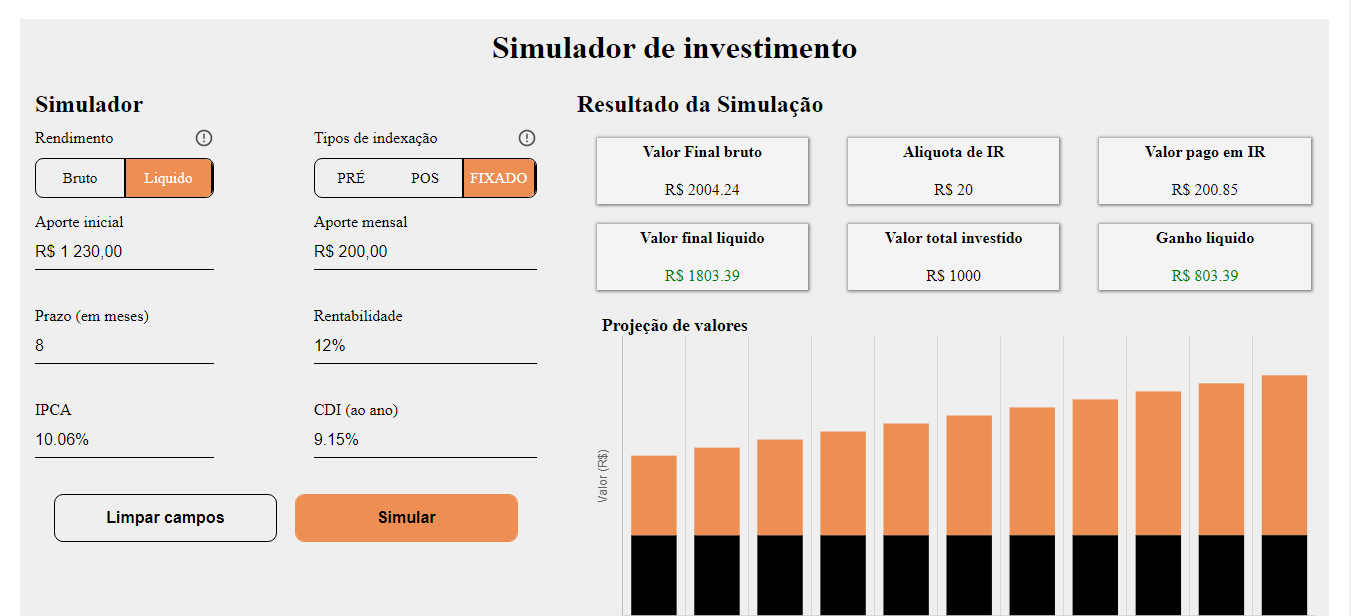 Simulador de investimento
Simulador
Rendimento
Tipos de indexação
Bruto
Liquido
PRÉ
POS
FIXADO
Aporte inicial
Aporte mensal
R$ 1 230,00
R$ 200,00
Prazo (em meses)
Rentabilidade
8
12%
IPCA
CDI (ao ano)
10.06%
9.15%
Limpar campos
Simular
Resultado da Simulação
Valor Final bruto
R$ 2004.24
Aliquota de IR
R$ 20
Valor pago em IR
R$ 200.85
Valor final liquido
R$ 1803.39
Valor total investido
R$ 1000
Ganho liquido
R$ 803.39
Projeção de valores
Valor (R$)